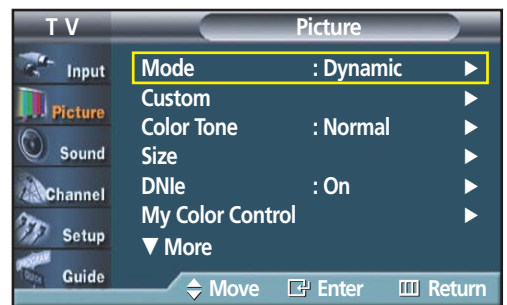 T V
Picture
Input
Picture
Sound
Channel
Setup
Guide
Mode : Dynamic ▶
Custom ▶
Color Tone : Normal ▶
Size ▶
DNIe : On ▶
My Color Control ▶
▼ More
Move Enter Return